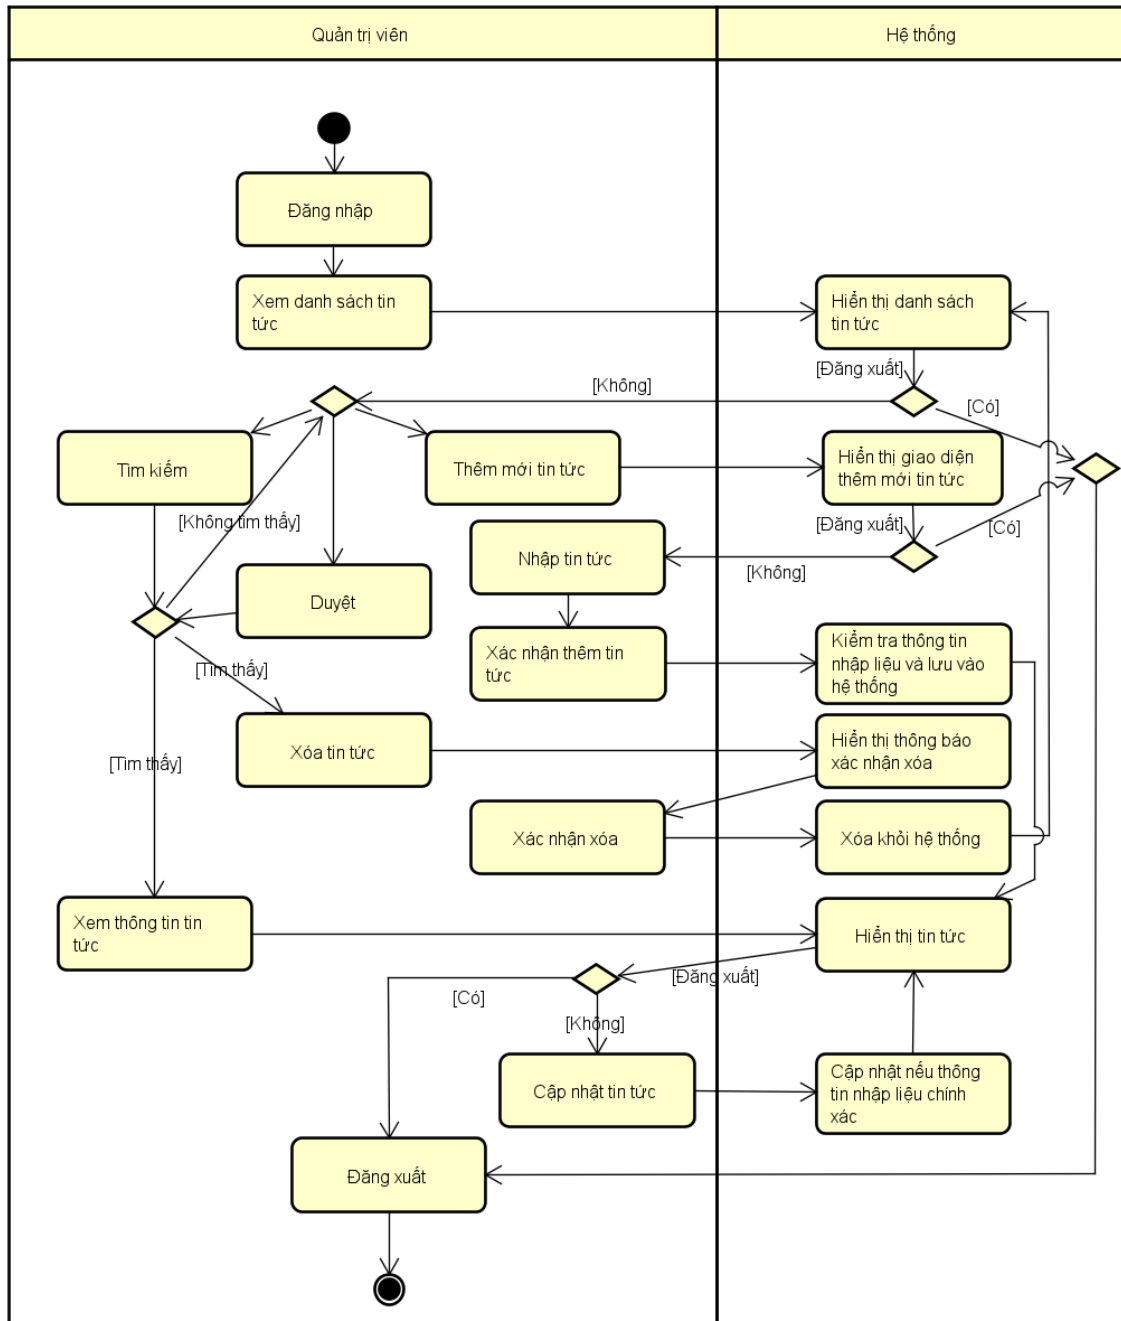 Quản trị viên
Hệ thống
Đăng nhập
Xem danh sách tin
tức
Hiển thị danh sách
tin tức
[Đăng xuất]
[Không]
[Có]
Tìm kiếm
Thêm mới tin tức
Hiển thị giao diện
thêm mới tin tức
[Không tìm thấy]
[Đăng xuất]
[Có]
Nhập tin tức
[Không]
Duyệt
Xác nhận thêm tin
tức
Kiểm tra thông tin
nhập liệu và lưu vào
hệ thống
[Tìm thấy]
Xóa tin tức
Hiển thị thông báo
xác nhận xóa
[Tìm thấy]
Xác nhận xóa
Xóa khỏi hệ thống
Xem thông tin tin
tức
Hiển thị tin tức
[Đăng xuất]
[Có]
[Không]
Cập nhật tin tức
Cập nhật nếu thông
tin nhập liệu chính
xác
Đăng xuất